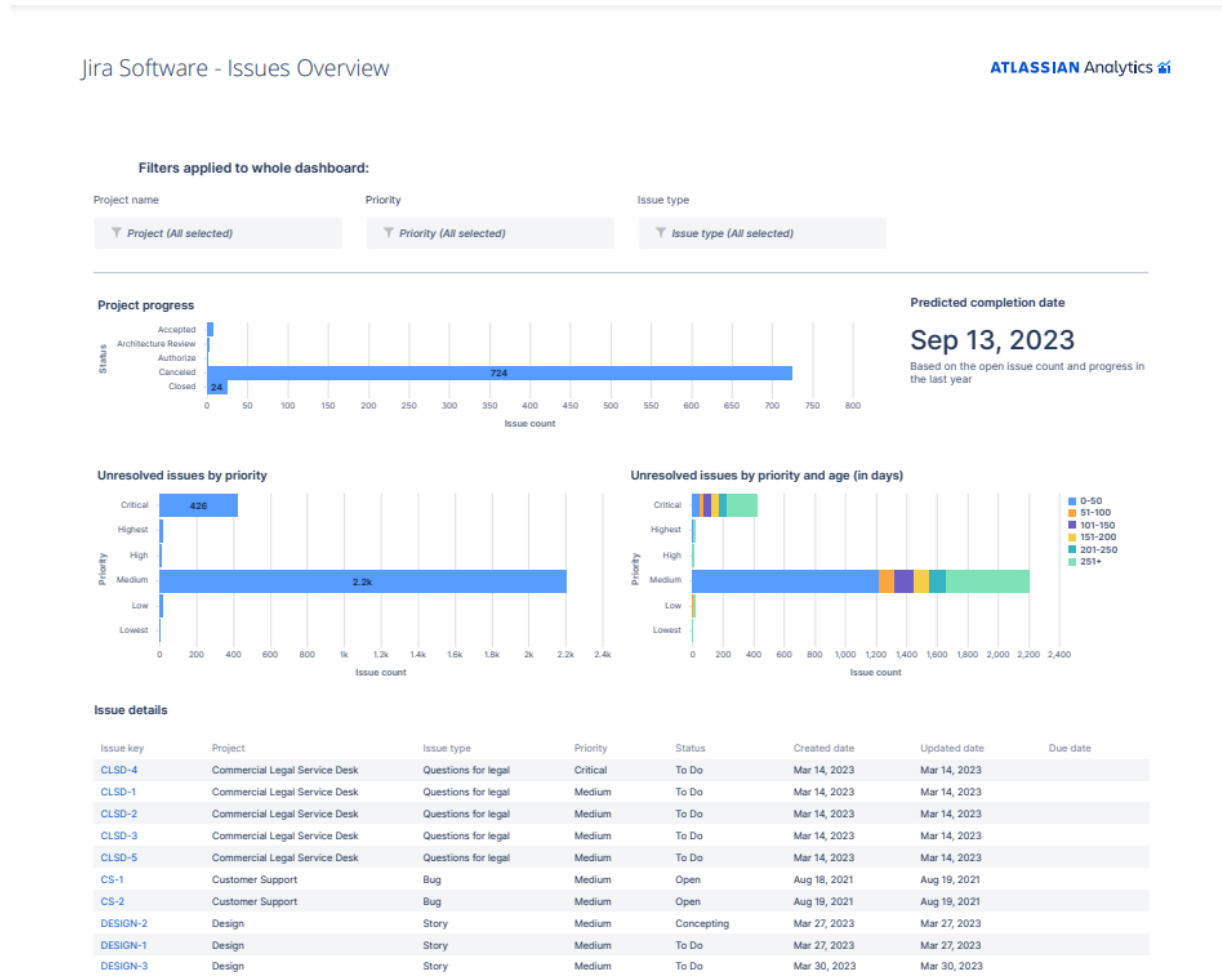 Jira Software - Issues Overview
ATLASSIAN Analytics
Filters applied to whole dashboard:
Project name Priority Issue type
Project (All selected) Priority (All selected) Issue type (All selected)
Project progress
Status
Accepted
Architecture Review
Authorize
Canceled 724
Closed 24
0 50 100 150 200 250 300 350 400 450 500 550 600 650 700 750 800
Issue count
Predicted completion date
Sep 13, 2023
Based on the open issue count and progress in
the last year
Unresolved issues by priority
Priority
Critical 426
Highest
High
Medium 2.2k
Low
Lowest
0 200 400 600 800 1k 1.2k 1.4k 1.6k 1.8k 2k 2.2k 2.4k
Issue count
Unresolved issues by priority and age (in days)
Priority
Critical
Highest
High
Medium
Low
Lowest
0 200 400 600 800 1,000 1,200 1,400 1,600 1,800 2,000 2,200 2,400
Issue count
0-50
51-100
101-150
151-200
201-250
251+
Issue details
Issue key Project Issue type Priority Status Created date Updated date Due date
CLSD-4 Commercial Legal Service Desk Questions for legal Critical To Do Mar 14, 2023 Mar 14, 2023
CLSD-1 Commercial Legal Service Desk Questions for legal Medium To Do Mar 14, 2023 Mar 14, 2023
CLSD-2 Commercial Legal Service Desk Questions for legal Medium To Do Mar 14, 2023 Mar 14, 2023
CLSD-3 Commercial Legal Service Desk Questions for legal Medium To Do Mar 14, 2023 Mar 14, 2023
CLSD-5 Commercial Legal Service Desk Questions for legal Medium To Do Mar 14, 2023 Mar 14, 2023
CS-1 Customer Support Bug Medium Open Aug 18, 2021 Aug 19, 2021
CS-2 Customer Support Bug Medium Open Aug 19, 2021 Aug 19, 2021
DESIGN-2 Design Story Medium Concepting Mar 27, 2023 Mar 27, 2023
DESIGN-1 Design Story Medium To Do Mar 27, 2023 Mar 27, 2023
DESIGN-3 Design Story Medium To Do Mar 30, 2023 Mar 30, 2023